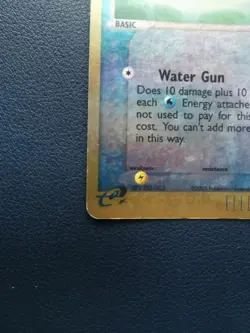 BASIC
Water Gun
Does 10 damage plus 10
each Energy attache
not used to pay for this
cost. You can't add more
in this way.
weakness resistance